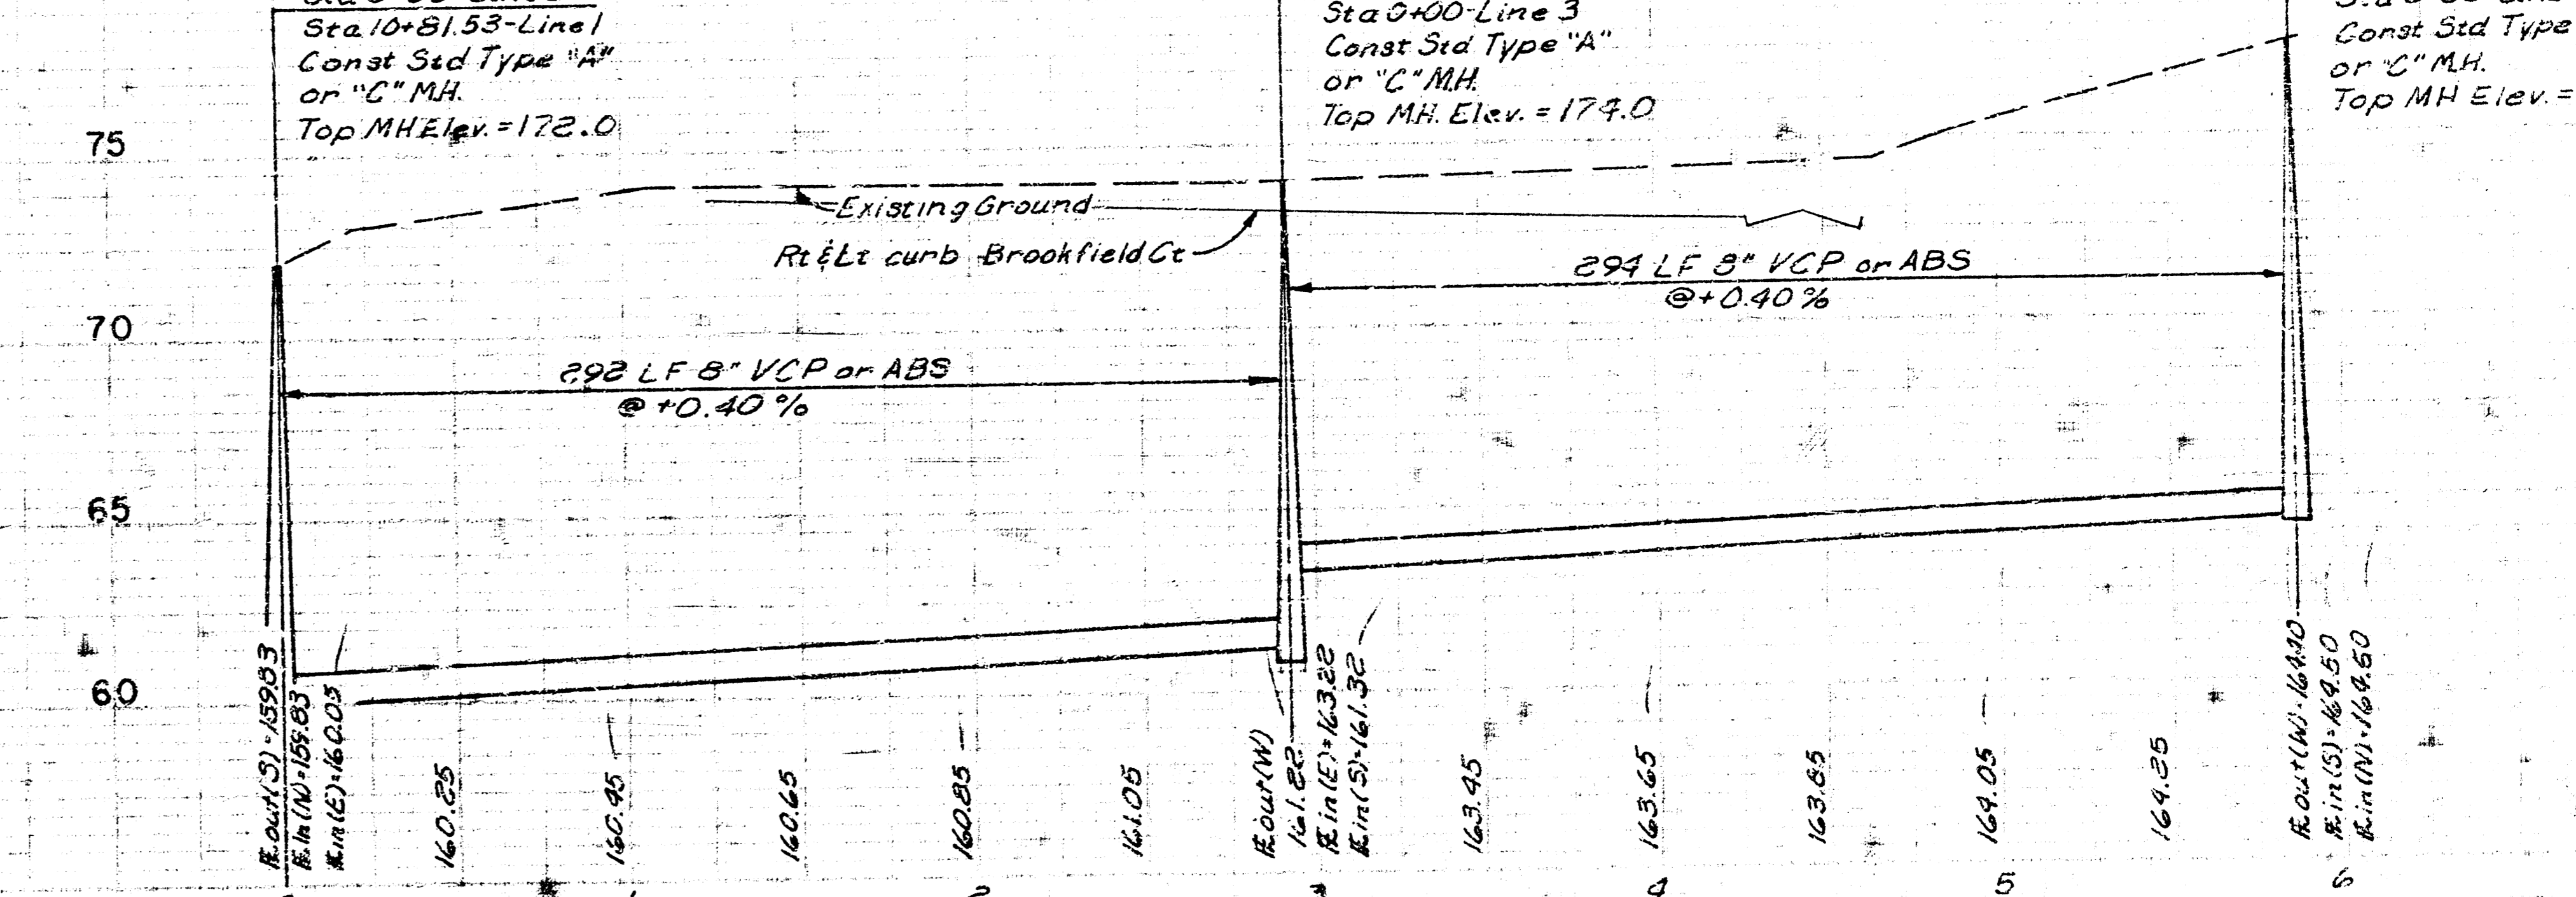 Sta 10+81.53-Line 1
Const Std Type "A"
or "C" M.H.
Top MH Elev. = 172.0
Sta 0+00-Line 3
Const Std Type "A"
or "C" M.H.
Top M.H. Elev. = 174.0
Const Std Type
or "C" M.H.
Top MH Elev. =
75
Existing Ground
Rt & Lt curb Brookfield Ct
294 LF 8" VCP or ABS
@ +0.40 %
70
292 LF 8" VCP or ABS
@ +0.40 %
65
60
F.E. out (S) = 159.83
F.E. in (N) = 159.83
F.E. in (E) = 160.05
160.25
160.45
160.65
160.85
161.05
F.E. out (W)
161.22
F.E. in (E) = 163.22
F.E. in (S) = 161.32
163.45
163.65
163.85
164.05
164.25
F.E. out (W) = 164.40
F.E. in (S) = 164.50
F.E. in (N) = 164.50
1
2
3
4
5
6